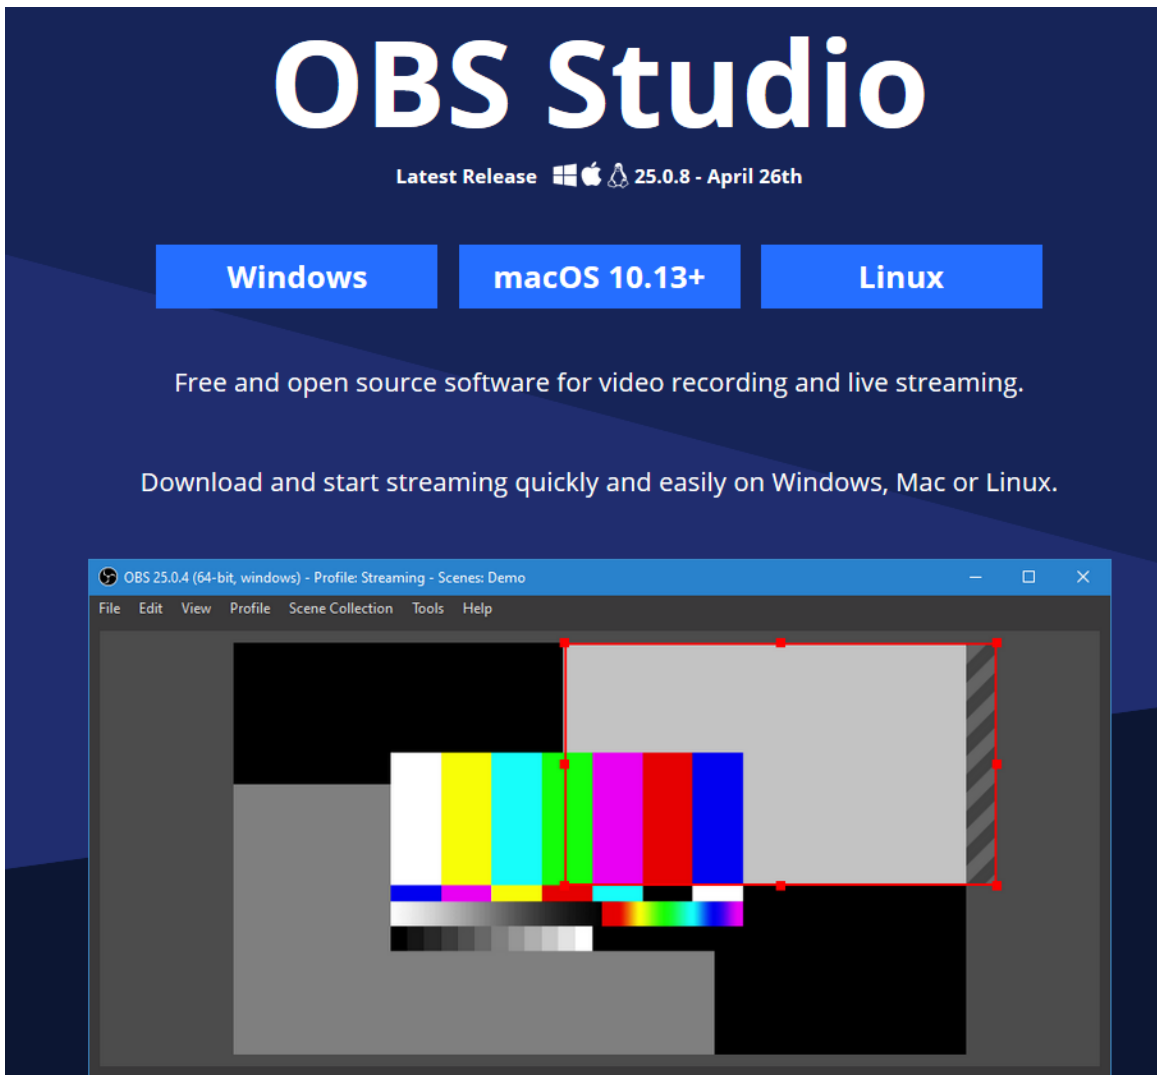 OBS Studio
Latest Release 25.0.8 - April 26th
Windows
macOS 10.13+
Linux
Free and open source software for video recording and live streaming.
Download and start streaming quickly and easily on Windows, Mac or Linux.
OBS 25.0.4 (64-bit, windows) - Profile: Streaming - Scenes: Demo
File Edit View Profile Scene Collection Tools Help